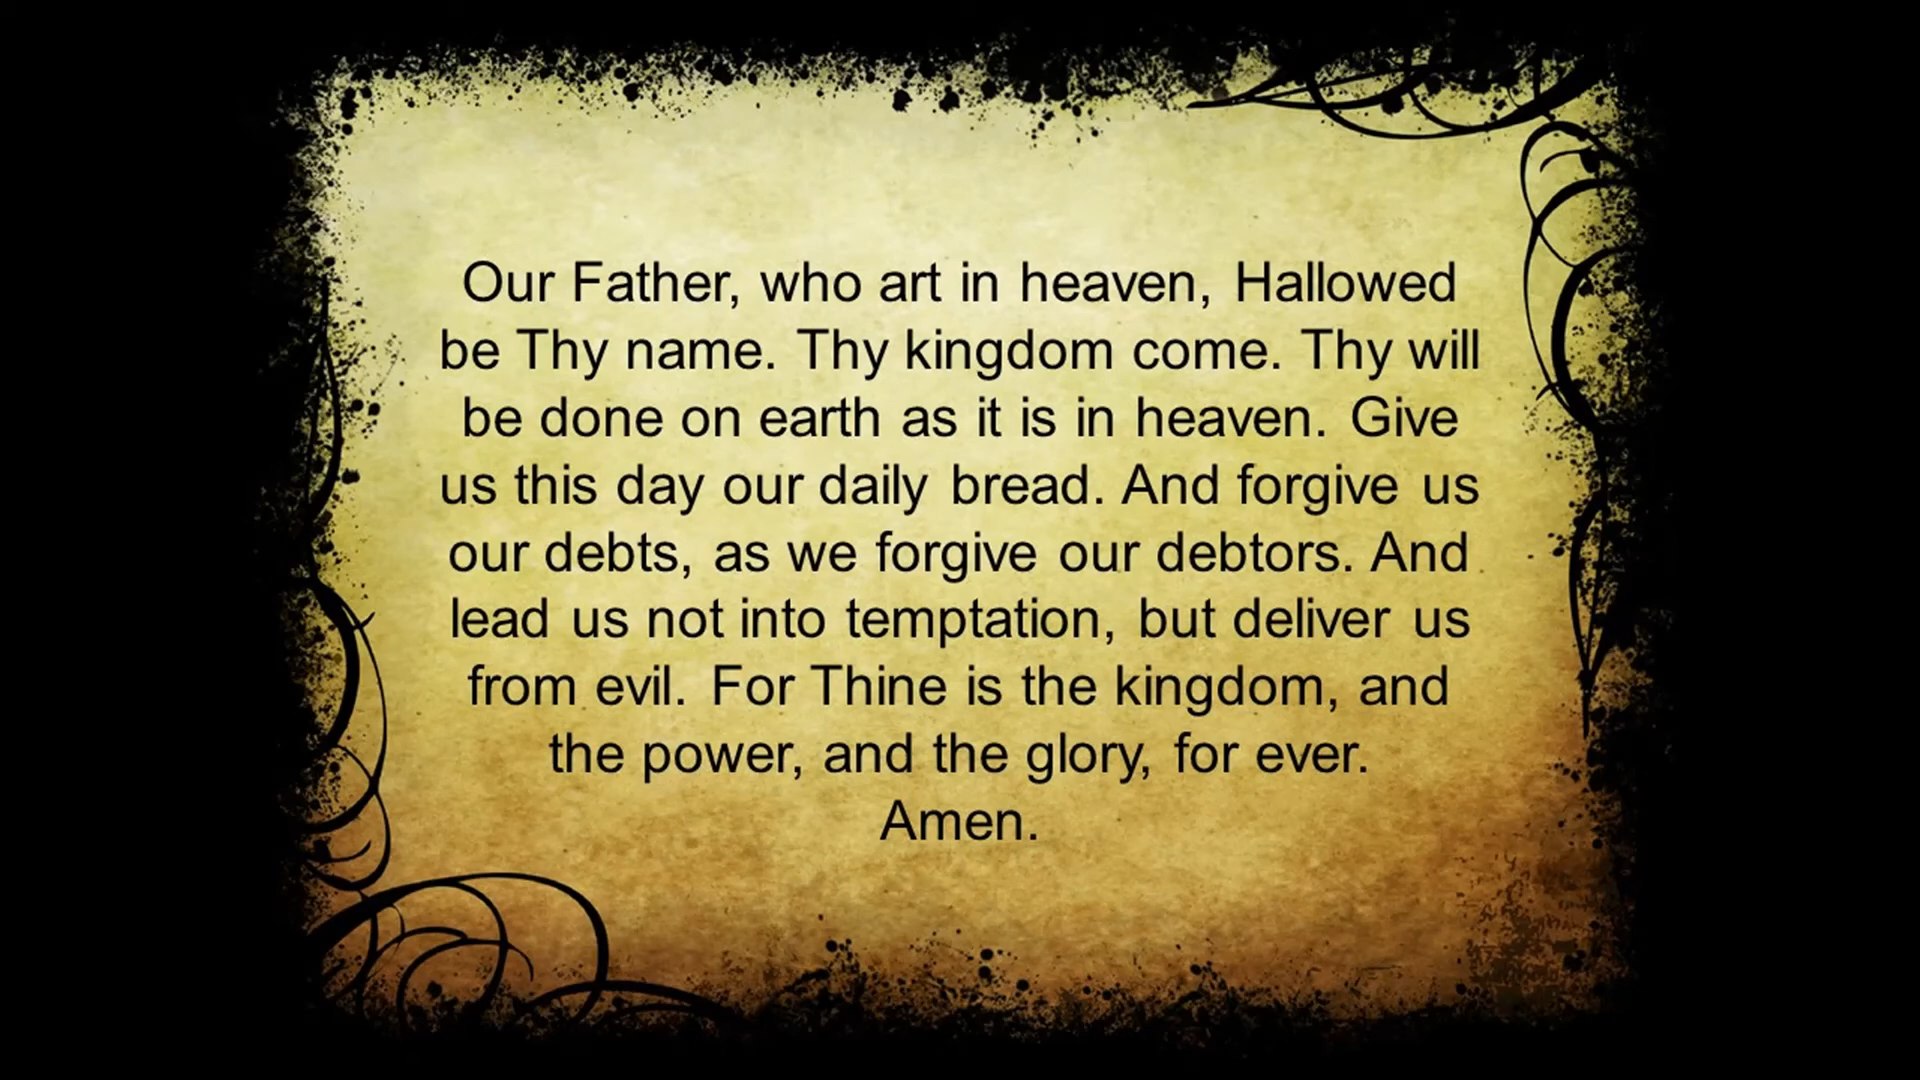 Our Father, who art in heaven, Hallowed
be Thy name. Thy kingdom come. Thy will
be done on earth as it is in heaven. Give
us this day our daily bread. And forgive us
our debts, as we forgive our debtors. And
lead us not into temptation, but deliver us
from evil. For Thine is the kingdom, and
the power, and the glory, for ever.
Amen.